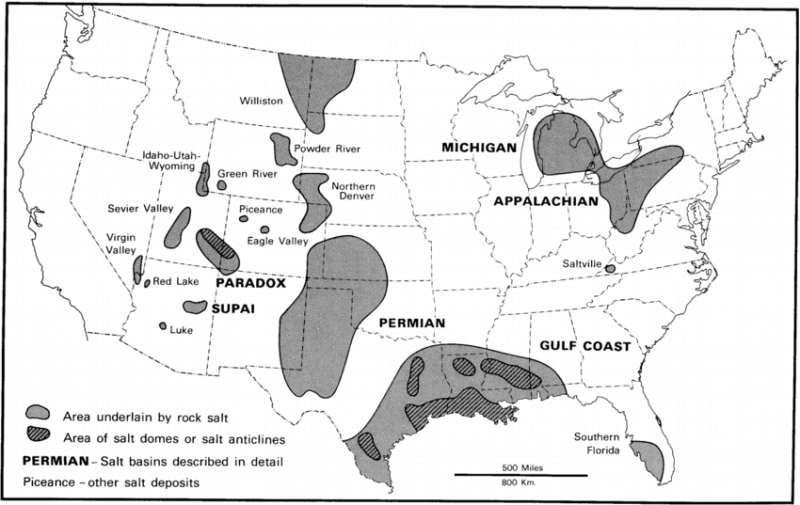 Williston
MICHIGAN
Powder River
Idaho-Utah-
Wyoming
Green River
Northern
Denver
APPALACHIAN
Sevier Valley
Piceance
Eagle Valley
Virgin
Valley
Saltville
Red Lake
PARADOX
SUPAI
PERMIAN
Luke
GULF COAST
Area underlain by rock salt
Area of salt domes or salt anticlines
PERMIAN – Salt basins described in detail
Piceance – other salt deposits
Southern
Florida
500 Miles
800 Km.